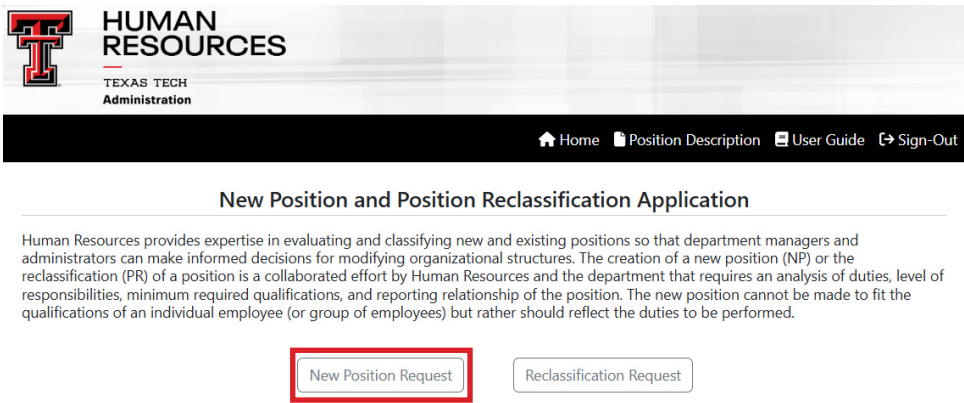 HUMAN
RESOURCES
TEXAS TECH
Administration
Home Position Description User Guide Sign-Out
New Position and Position Reclassification Application
Human Resources provides expertise in evaluating and classifying new and existing positions so that department managers and
administrators can make informed decisions for modifying organizational structures. The creation of a new position (NP) or the
reclassification (PR) of a position is a collaborated effort by Human Resources and the department that requires an analysis of duties, level of
responsibilities, minimum required qualifications, and reporting relationship of the position. The new position cannot be made to fit the
qualifications of an individual employee (or group of employees) but rather should reflect the duties to be performed.
New Position Request Reclassification Request